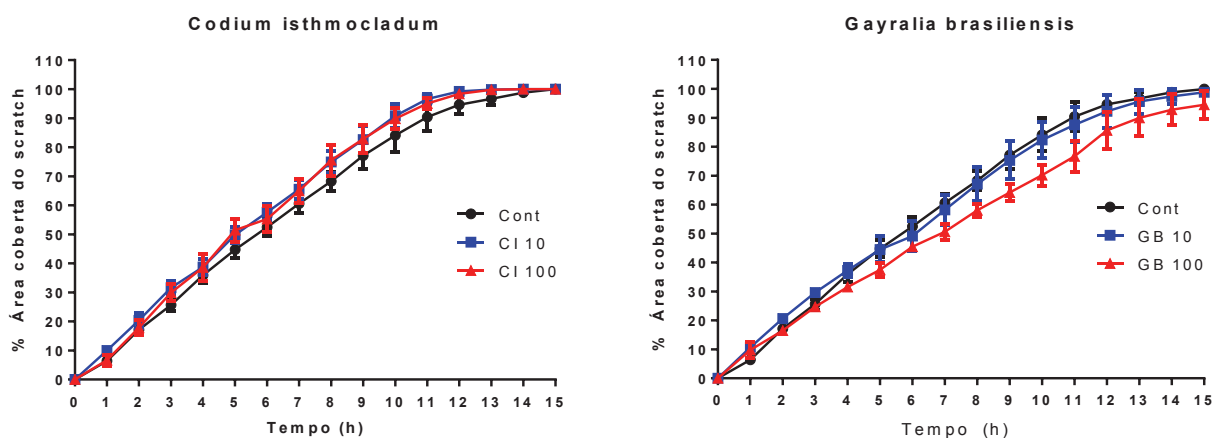 Codium isthmocladum
% Área coberta do scratch
110
100
90
80
70
60
50
40
30
20
10
0
0 1 2 3 4 5 6 7 8 9 10 11 12 13 14 15
Tempo (h)
Cont
CI 10
CI 100
Gayralia brasiliensis
% Área coberta do scratch
110
100
90
80
70
60
50
40
30
20
10
0
0 1 2 3 4 5 6 7 8 9 10 11 12 13 14 15
Tempo (h)
Cont
GB 10
GB 100